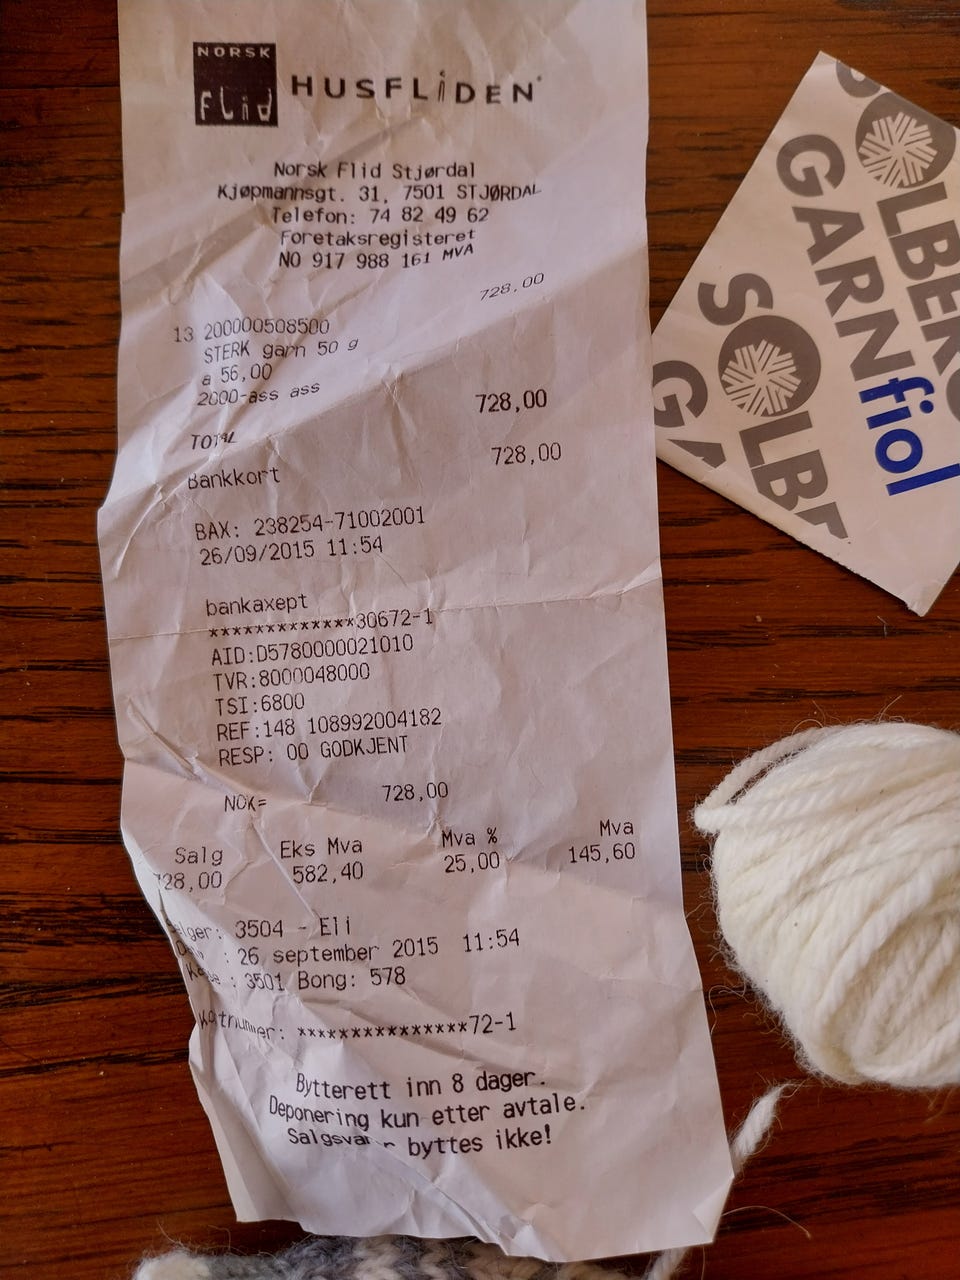 NORSK
flid
HUSFLiDEN
Norsk Flid Stjørdal
Kjøpmannsgt. 31, 7501 STJØRDAL
Telefon: 74 82 49 62
Foretaksregisteret
NO 917 988 161 MVA
728,00
13 200000508500
STERK garn 50 g
a 56,00
2000-ass ass
TOTAL 728,00
Bankkort 728,00
BAX: 238254-71002001
26/09/2015 11:54
bankaxept
*************30672-1
AID:D5780000021010
TVR:8000048000
TSI:6800
REF:148 108992004182
RESP: 00 GODKJENT
NOK= 728,00
Salg Eks Mva Mva % Mva
728,00 582,40 25,00 145,60
Selger: 3504 - Eli
: 26 september 2015 11:54
: 3501 Bong: 578
***************72-1
Bytterett inn 8 dager.
Deponering kun etter avtale.
byttes ikke!
SOLBERG
GARN
fiol
SOLBE
GA